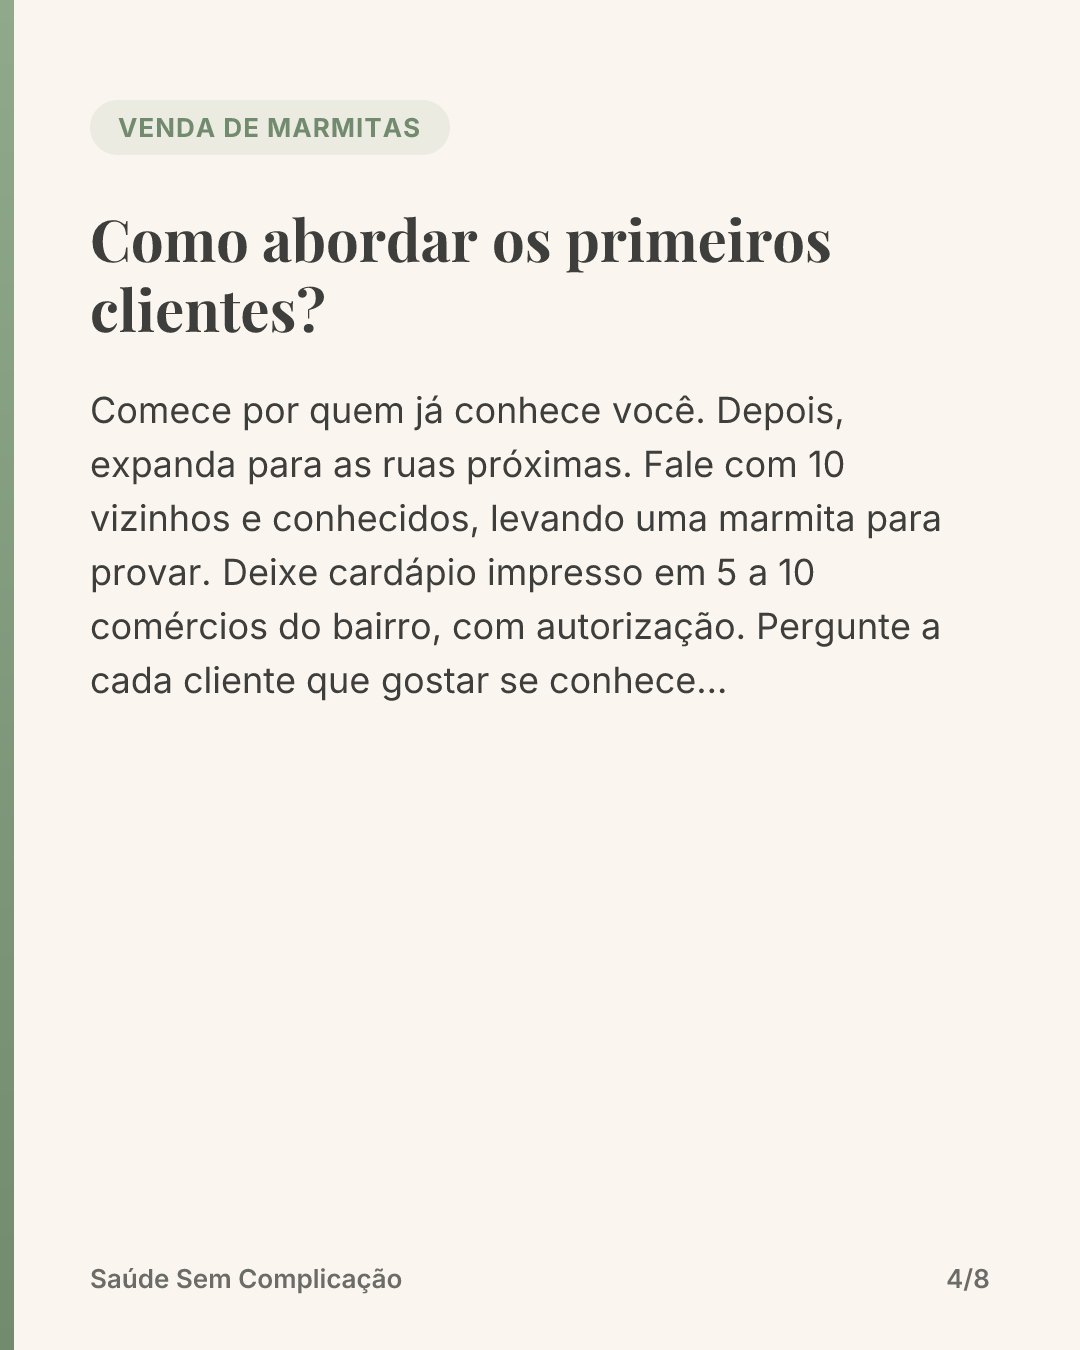 VENDA DE MARMITAS
Como abordar os primeiros
clientes?
Comece por quem já conhece você. Depois,
expanda para as ruas próximas. Fale com 10
vizinhos e conhecidos, levando uma marmita para
provar. Deixe cardápio impresso em 5 a 10
comércios do bairro, com autorização. Pergunte a
cada cliente que gostar se conhece...
Saúde Sem Complicação
4/8